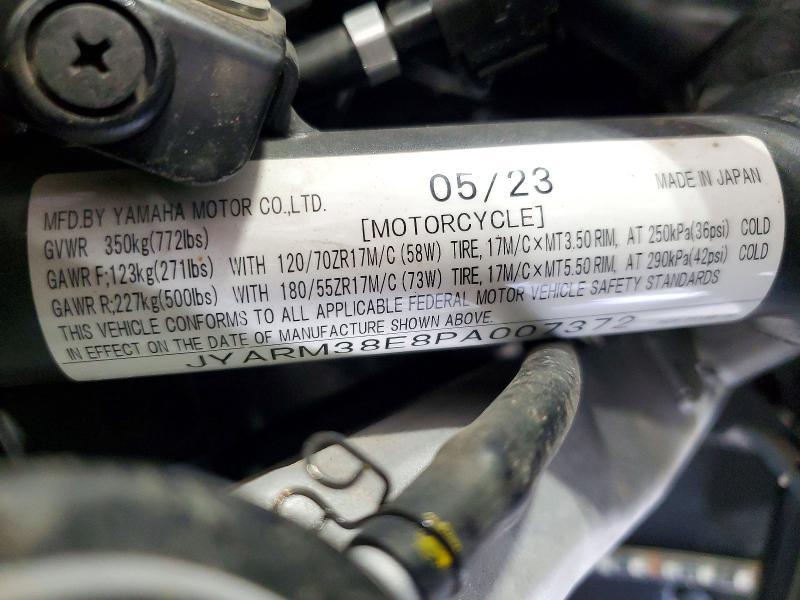 MFD.BY YAMAHA MOTOR CO.,LTD. 05/23 MADE IN JAPAN
GVWR 350kg(772lbs) [MOTORCYCLE]
GAWR F;123kg(271lbs) WITH 120/70ZR17M/C (58W) TIRE, 17M/C×MT3.50 RIM, AT 250kPa(36psi) COLD
GAWR R;227kg(500lbs) WITH 180/55ZR17M/C (73W) TIRE, 17M/C×MT5.50 RIM, AT 290kPa(42psi) COLD
THIS VEHICLE CONFORMS TO ALL APPLICABLE FEDERAL MOTOR VEHICLE SAFETY STANDARDS
IN EFFECT ON THE DATE OF MANUFACTURE SHOWN ABOVE.
JYARM38E8PA007372